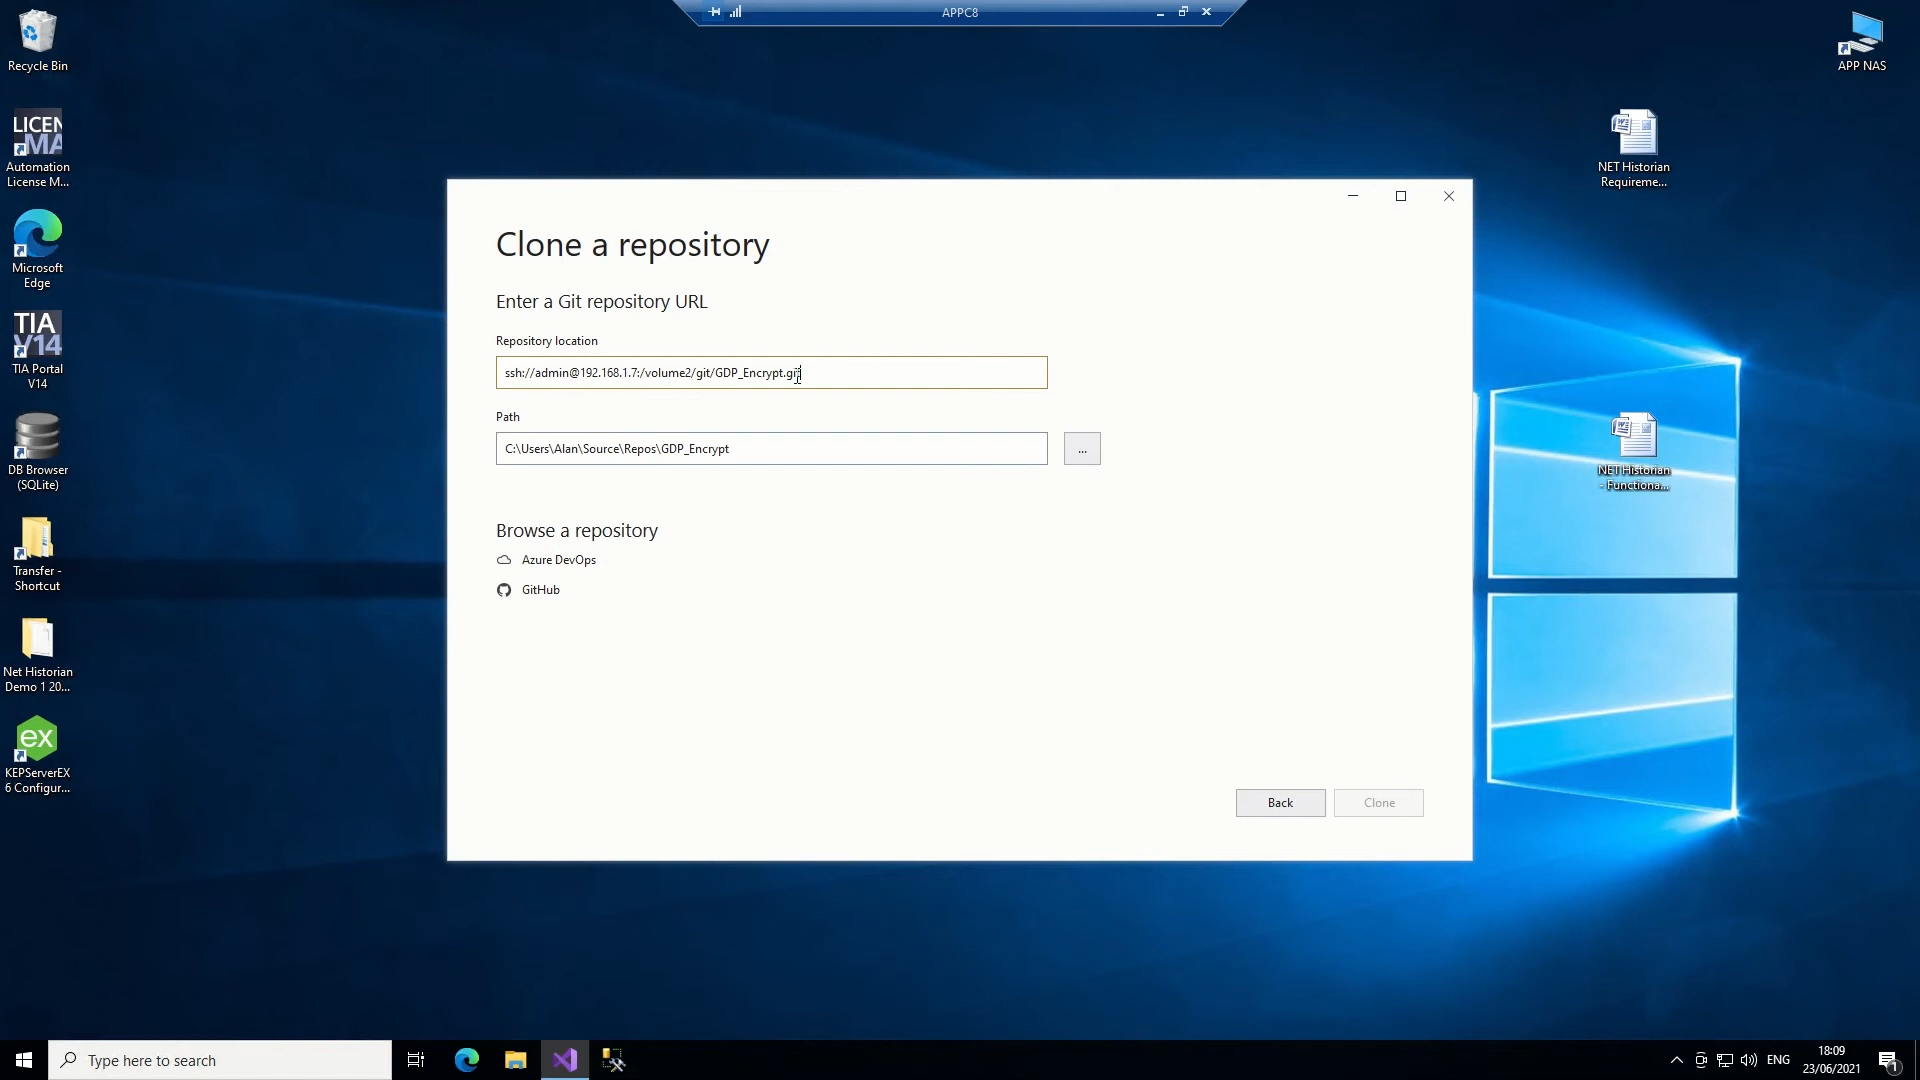 APPC8
Recycle Bin
LICEN
MA
Automation
License M...
Microsoft
Edge
TIA
V14
TIA Portal
V14
DB Browser
(SQLite)
Transfer -
Shortcut
Net Historian
Demo 1 20...
ex
KEPServerEX
6 Configur...
APP NAS
NET Historian
Requireme...
NET Historian
- Functiona...
Clone a repository
Enter a Git repository URL
Repository location
ssh://admin@192.168.1.7:/volume2/git/GDP_Encrypt.git
Path
C:\Users\Alan\Source\Repos\GDP_Encrypt
...
Browse a repository
Azure DevOps
GitHub
Back
Clone
Type here to search
ENG
18:09
23/06/2021
1